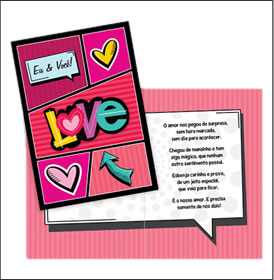 Eu & Você!
LOVE
O amor nos pegou de surpresa,
sem hora marcada,
sem dia para acontecer.
Chegou de mansinho e tem
algo mágico, que nenhum
outro sentimento possui.
Esbanja carinho e prova,
de um jeito especial,
que veio para ficar.
É o nosso amor. E precisa
somente de nós dois!